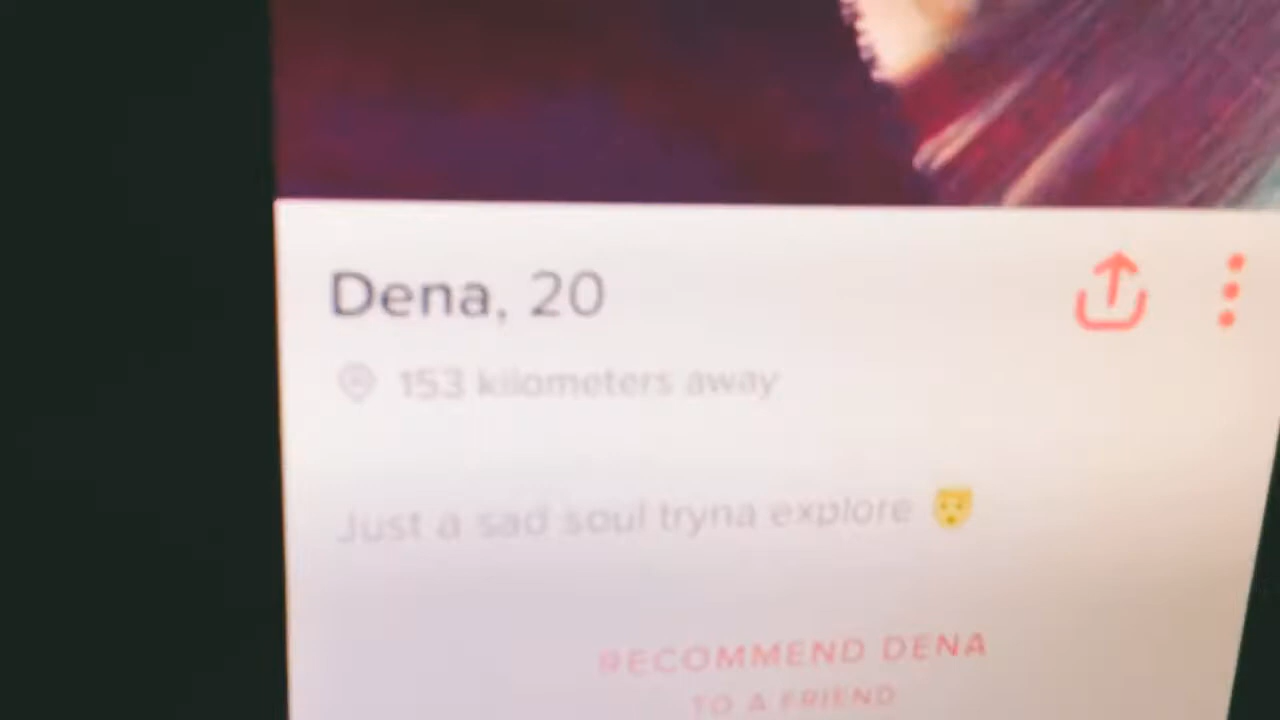 Dena, 20
153 kilometers away
Just a sad soul tryna explore
RECOMMEND DENA
TO A FRIEND